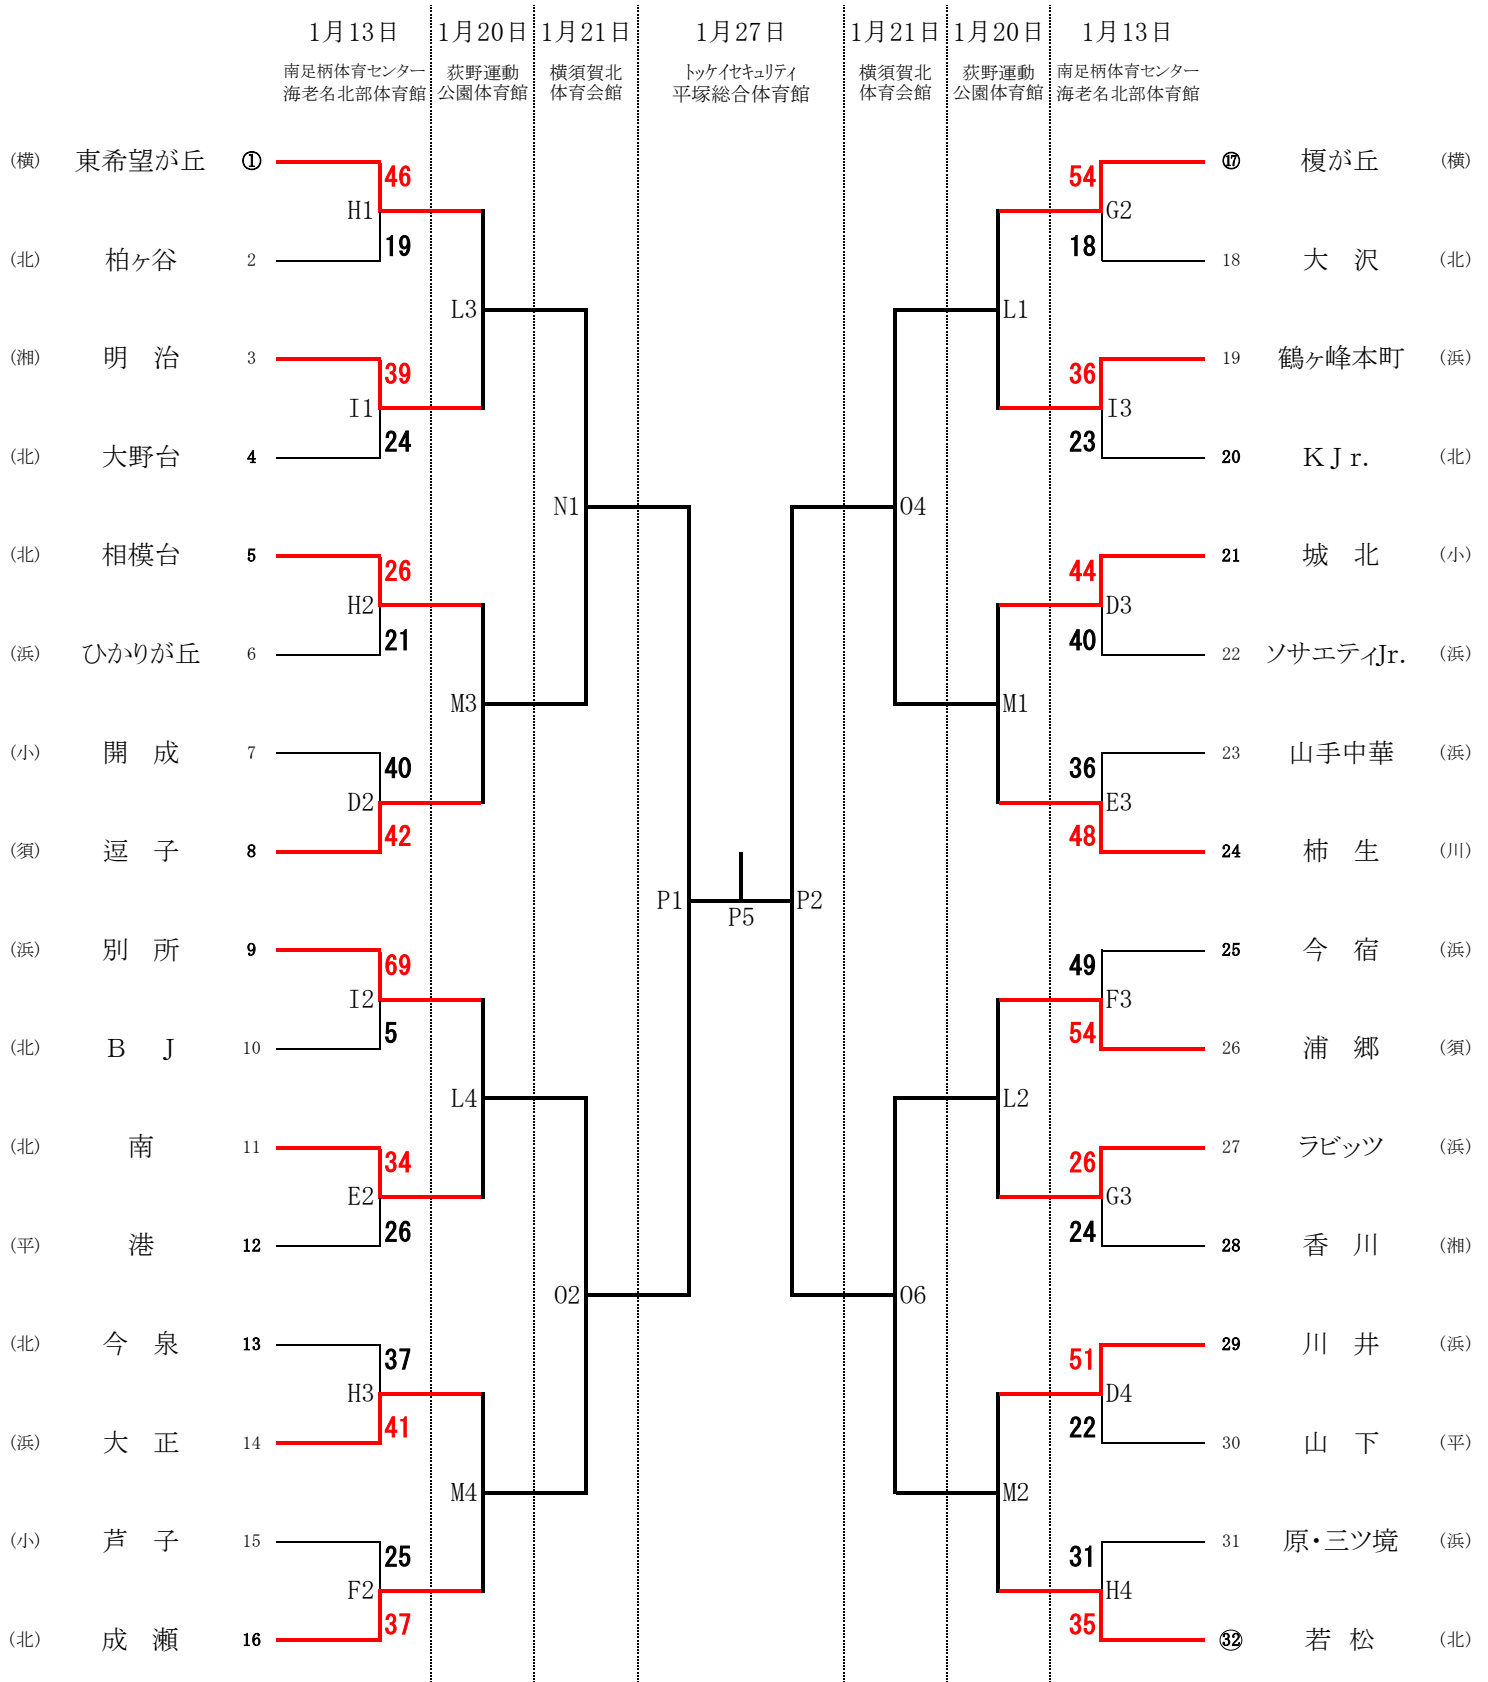 1月13日 1月20日 1月21日 1月27日 1月21日 1月20日 1月13日
南足柄体育センター 荻野運動 横須賀北 トッケイセキュリティ 横須賀北 荻野運動 南足柄体育センター
海老名北部体育館 公園体育館 体育会館 平塚総合体育館 体育会館 公園体育館 海老名北部体育館
(横) 東希望が丘 ① ⑰ 榎が丘 (横)
46 54
H1 G2
19 18
(北) 柏ヶ谷 2 18 大 沢 (北)
L3 L1
(湘) 明 治 3 19 鶴ヶ峰本町 (浜)
39 36
I1 I3
24 23
(北) 大野台 4 20 KJr. (北)
N1 O4
(北) 相模台 5 21 城 北 (小)
26 44
H2 D3
21 40
(浜) ひかりが丘 6 22 ソサエティJr. (浜)
M3 M1
(小) 開 成 7 23 山手中華 (浜)
40 36
D2 E3
42 48
(須) 逗 子 8 24 柿 生 (川)
P1 P2
P5
(浜) 別 所 9 25 今 宿 (浜)
69 49
I2 F3
5 54
(北) B J 10 26 浦 郷 (須)
L4 L2
(北) 南 11 27 ラビッツ (浜)
34 26
E2 G3
26 24
(平) 港 12 28 香 川 (湘)
O2 O6
(北) 今 泉 13 29 川 井 (浜)
37 51
H3 D4
41 22
(浜) 大 正 14 30 山 下 (平)
M4 M2
(小) 芦 子 15 31 原・三ツ境 (浜)
25 31
F2 H4
37 35
(北) 成 瀬 16 ㉜ 若 松 (北)